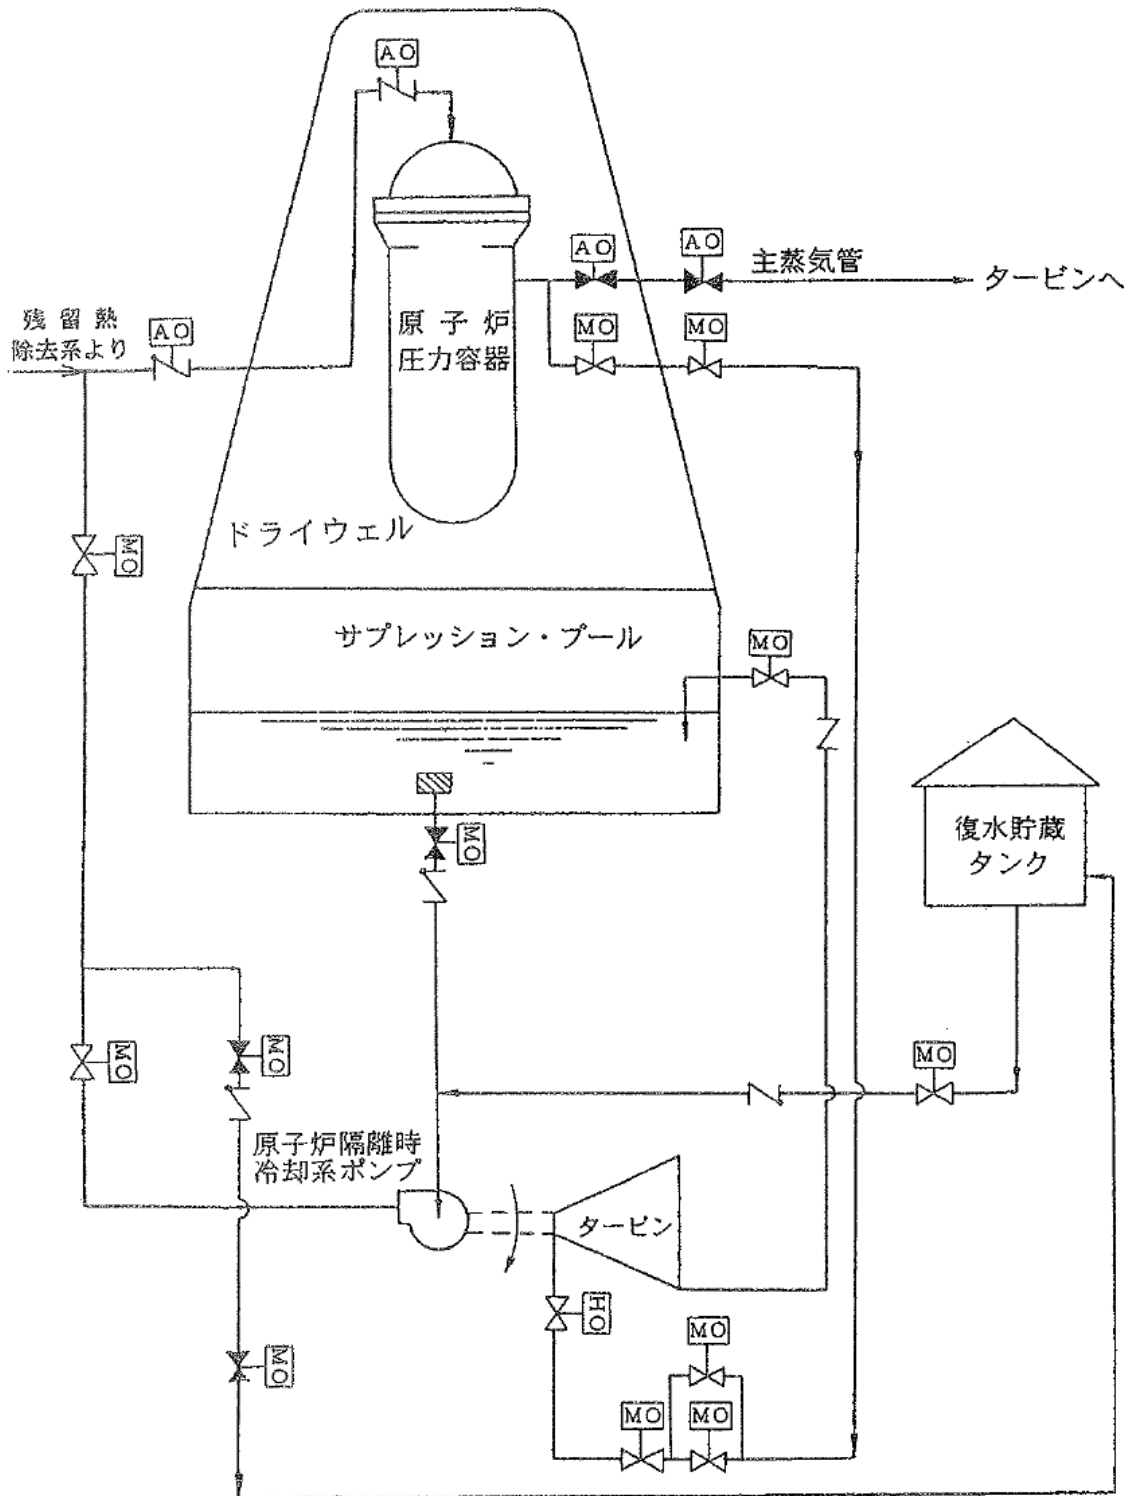 AO
AO
AO
主蒸気管
タービンへ
残留熱
除去系より
AO
MO
MO
原子炉
圧力容器
ドライウェル
MO
サプレッション・プール
MO
MO
復水貯蔵
タンク
MO
MO
MO
原子炉隔離時
冷却系ポンプ
タービン
HO
MO
MO
MO
MO